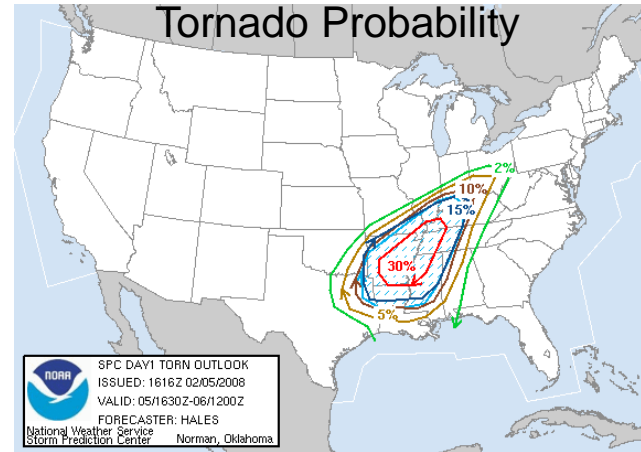 Tornado Probability
2%
10%
15%
30%
5%
NOAA
SPC DAY1 TORN OUTLOOK
ISSUED: 1616Z 02/05/2008
VALID: 05/1630Z-06/1200Z
FORECASTER: HALES
National Weather Service
Storm Prediction Center Norman, Oklahoma